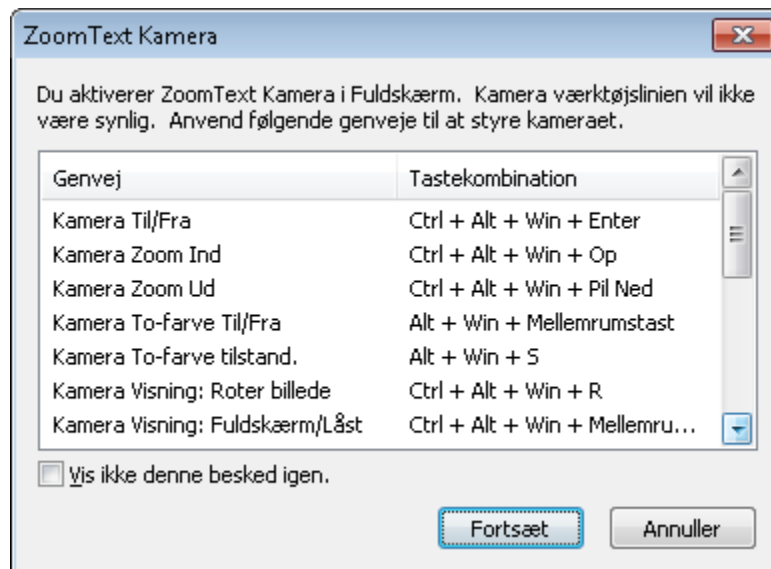 ZoomText Kamera
Du aktiverer ZoomText Kamera i Fuldskærm. Kamera værktøjslinien vil ikke
være synlig. Anvend følgende genveje til at styre kameraet.
Genvej Tastekombination
Kamera Til/Fra Ctrl + Alt + Win + Enter
Kamera Zoom Ind Ctrl + Alt + Win + Op
Kamera Zoom Ud Ctrl + Alt + Win + Pil Ned
Kamera To-farve Til/Fra Alt + Win + Mellemrumstast
Kamera To-farve tilstand. Alt + Win + S
Kamera Visning: Roter billede Ctrl + Alt + Win + R
Kamera Visning: Fuldskærm/Låst Ctrl + Alt + Win + Mellemru...
Vis ikke denne besked igen.
Fortsæt Annuller